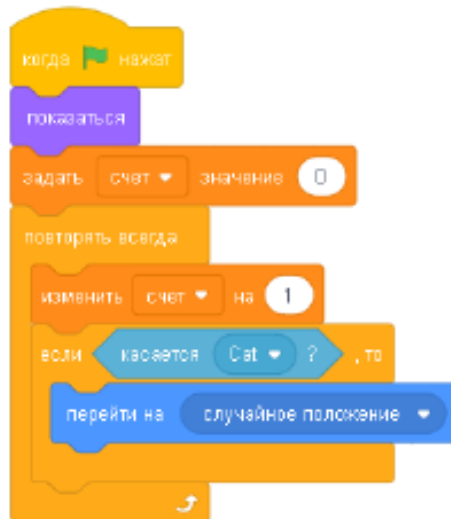 когда нажат
показаться
задать счет значение 0
повторять всегда
изменить счет на 1
если касается Cat ? , то
перейти на случайное положение